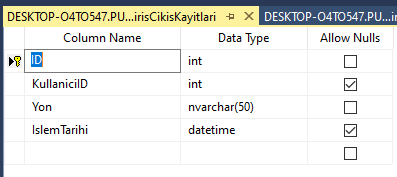 DESKTOP-O4TO547.PU...irisCikisKayitlari DESKTOP-O4TO547.PU...iris
Column Name Data Type Allow Nulls
ID int
KullaniciID int
Yon nvarchar(50)
IslemTarihi datetime